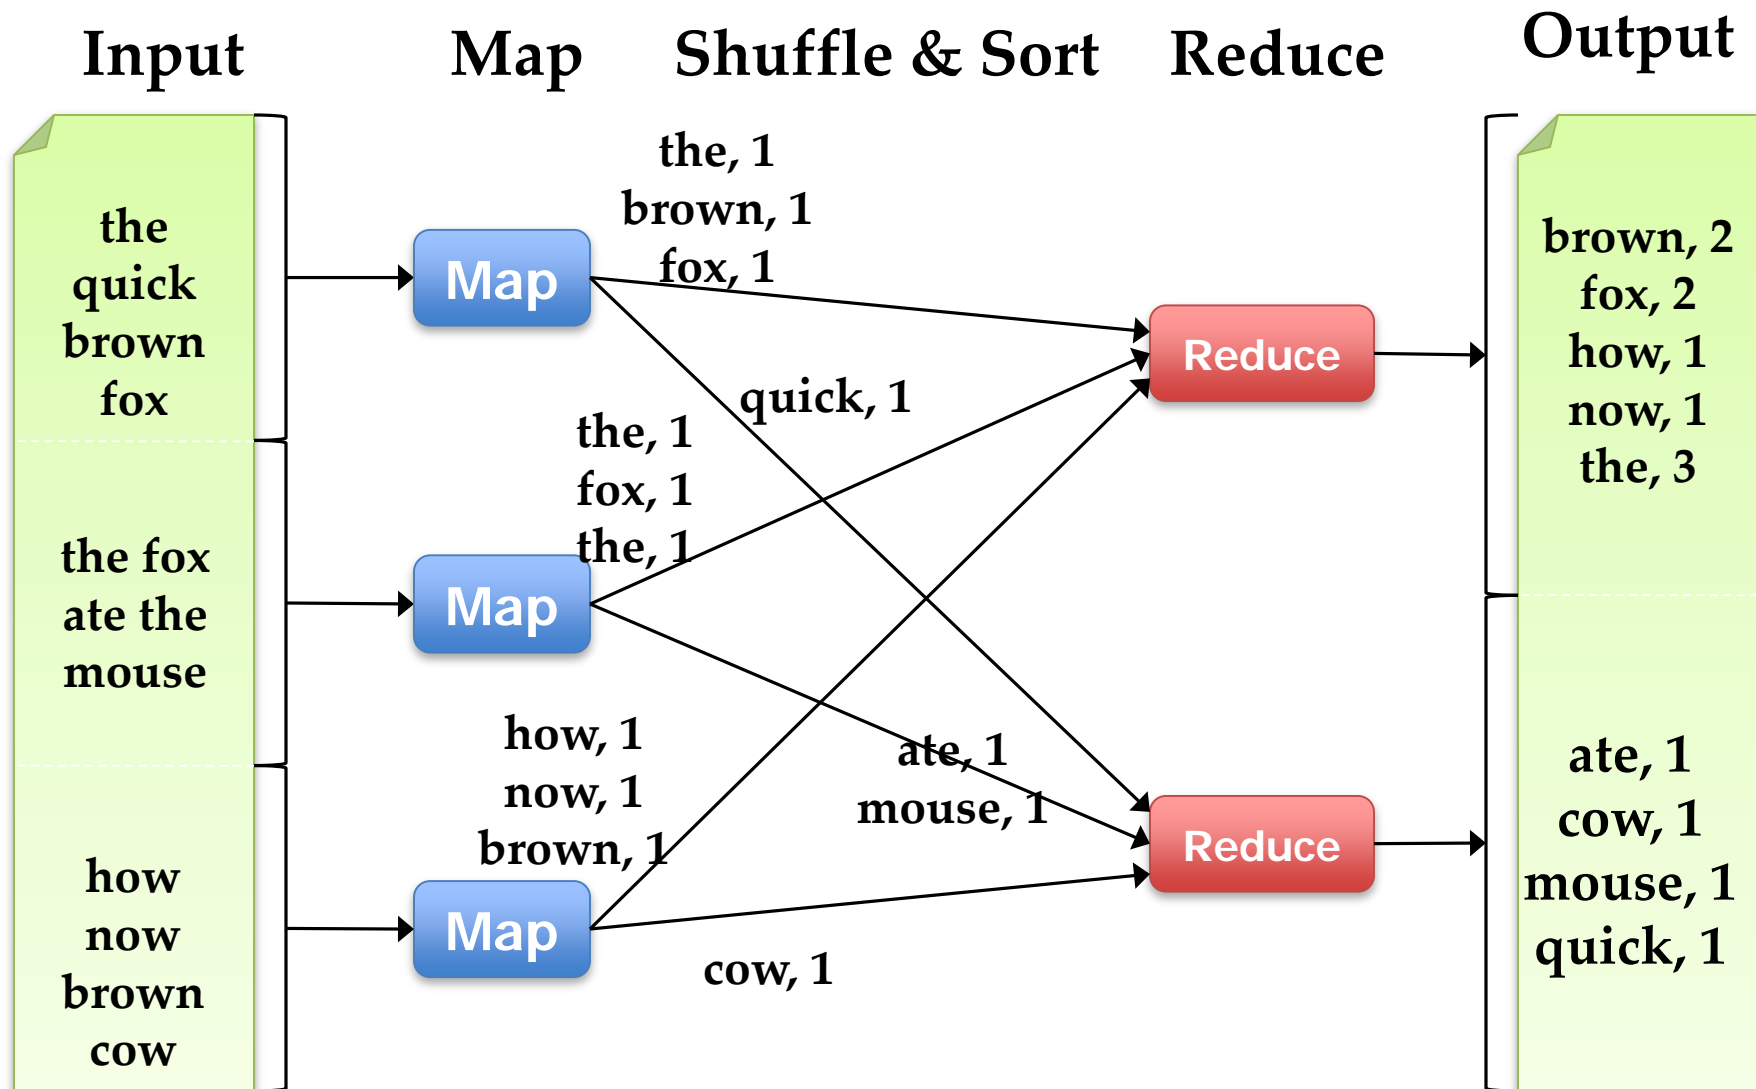 Input
Map
Shuffle & Sort
Reduce
Output
the
quick
brown
fox
the fox
ate the
mouse
how
now
brown
cow
Map
Map
Map
the, 1
brown, 1
fox, 1
quick, 1
the, 1
fox, 1
the, 1
ate, 1
mouse, 1
how, 1
now, 1
brown, 1
cow, 1
Reduce
Reduce
brown, 2
fox, 2
how, 1
now, 1
the, 3
ate, 1
cow, 1
mouse, 1
quick, 1